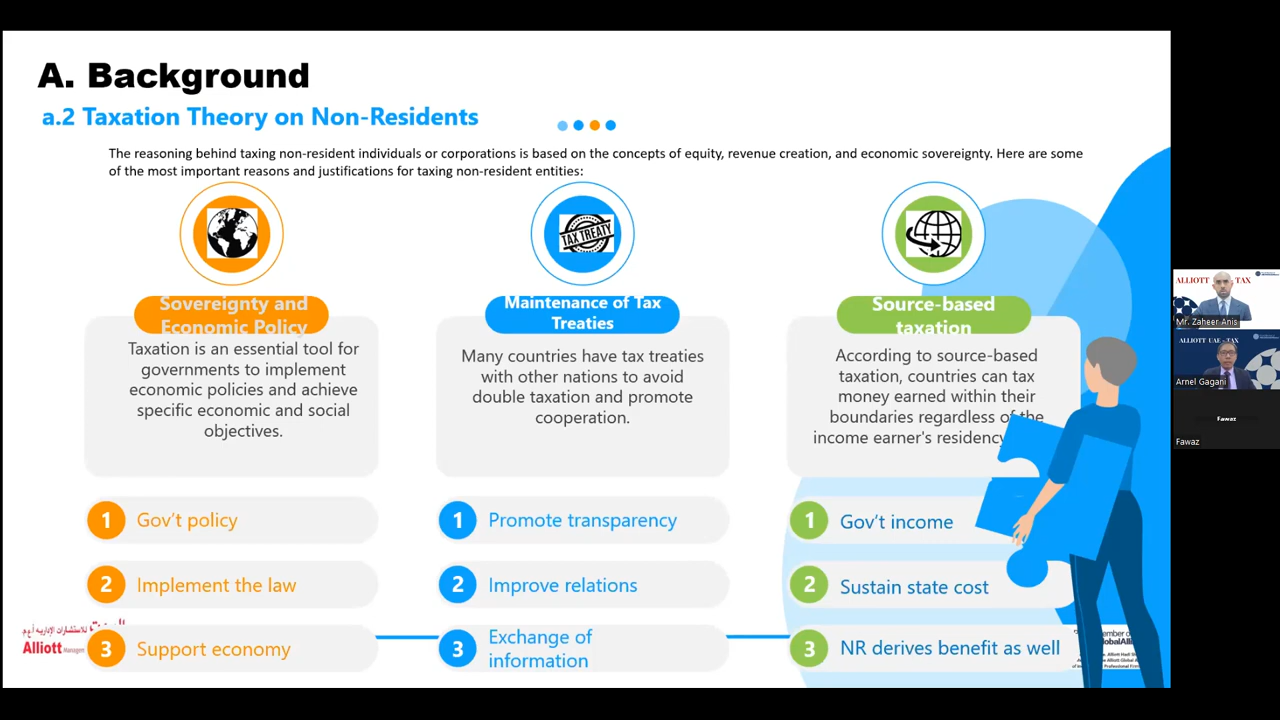 A. Background
a.2 Taxation Theory on Non-Residents
The reasoning behind taxing non-resident individuals or corporations is based on the concepts of equity, revenue creation, and economic sovereignty. Here are some
of the most important reasons and justifications for taxing non-resident entities:
TAX TREATY
Sovereignty and
Economic Policy
Taxation is an essential tool for
governments to implement
economic policies and achieve
specific economic and social
objectives.
1 Gov't policy
2 Implement the law
3 Support economy
Maintenance of Tax
Treaties
Many countries have tax treaties
with other nations to avoid
double taxation and promote
cooperation.
1 Promote transparency
2 Improve relations
3 Exchange of
information
Source-based
taxation
According to source-based
taxation, countries can tax
money earned within their
boundaries regardless of the
income earner's residency
1 Gov't income
2 Sustain state cost
3 NR derives benefit as well
للاستشارات الإدارية
Alliott
ALLIOTT TAX
Mr. Zaheer Anis
ALLIOTT UAE - TAX
Arnel Gagani
Fawaz
Fawaz